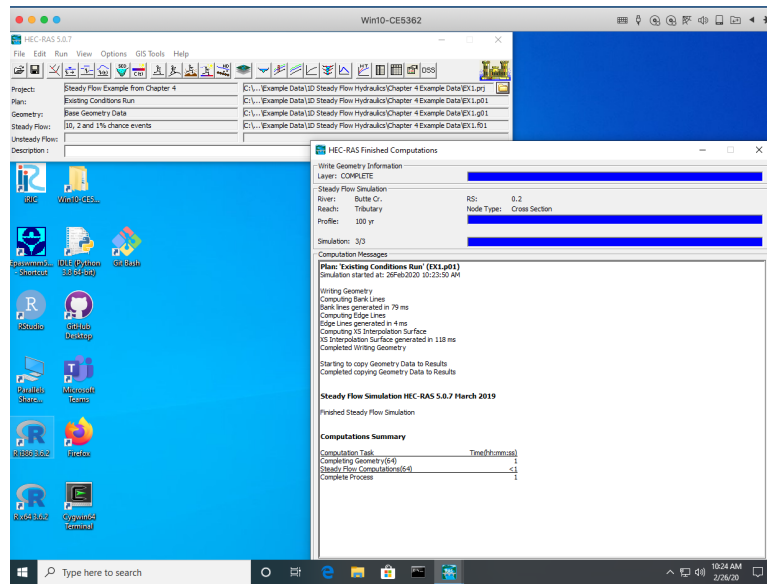 Win10-CE5362
HEC-RAS 5.0.7
File Edit Run View Options GIS Tools Help
DSS
Project: Steady Flow Example from Chapter 4 C:\...\Example Data\1D Steady Flow Hydraulics\Chapter 4 Example Data\EX1.prj
Plan: Existing Conditions Run C:\...\Example Data\1D Steady Flow Hydraulics\Chapter 4 Example Data\EX1.p01
Geometry: Base Geometry Data C:\...\Example Data\1D Steady Flow Hydraulics\Chapter 4 Example Data\EX1.g01
Steady Flow: 10, 2 and 1% chance events C:\...\Example Data\1D Steady Flow Hydraulics\Chapter 4 Example Data\EX1.f01
Unsteady Flow:
Description :
HEC-RAS Finished Computations
Write Geometry Information
Layer: COMPLETE
Steady Flow Simulation
River: Butte Cr. RS: 0.2
Reach: Tributary Node Type: Cross Section
Profile: 100 yr
Simulation: 3/3
Computation Messages
Plan: 'Existing Conditions Run' (EX1.p01)
Simulation started at: 26Feb2020 10:23:50 AM
Writing Geometry
Computing Bank Lines
Bank lines generated in 79 ms
Computing Edge Lines
Edge Lines generated in 4 ms
Computing XS Interpolation Surface
XS Interpolation Surface generated in 118 ms
Completed Writing Geometry
Starting to copy Geometry Data to Results
Completed copying Geometry Data to Results
Steady Flow Simulation HEC-RAS 5.0.7 March 2019
Finished Steady Flow Simulation
Computations Summary
Computation Task Time(hh:mm:ss)
Completing Geometry(64) 1
Steady Flow Computations(64) <1
Complete Process 1
iRIC
Win10-CE5...
Epaswmm5... - Shortcut
IDLE (Python 3.8 64-bit)
Git Bash
RStudio
GitHub Desktop
Parallels Share...
Microsoft Teams
R i386 3.6.2
Firefox
R x64 3.6.2
Cygwin64 Terminal
Type here to search
10:24 AM
2/26/20